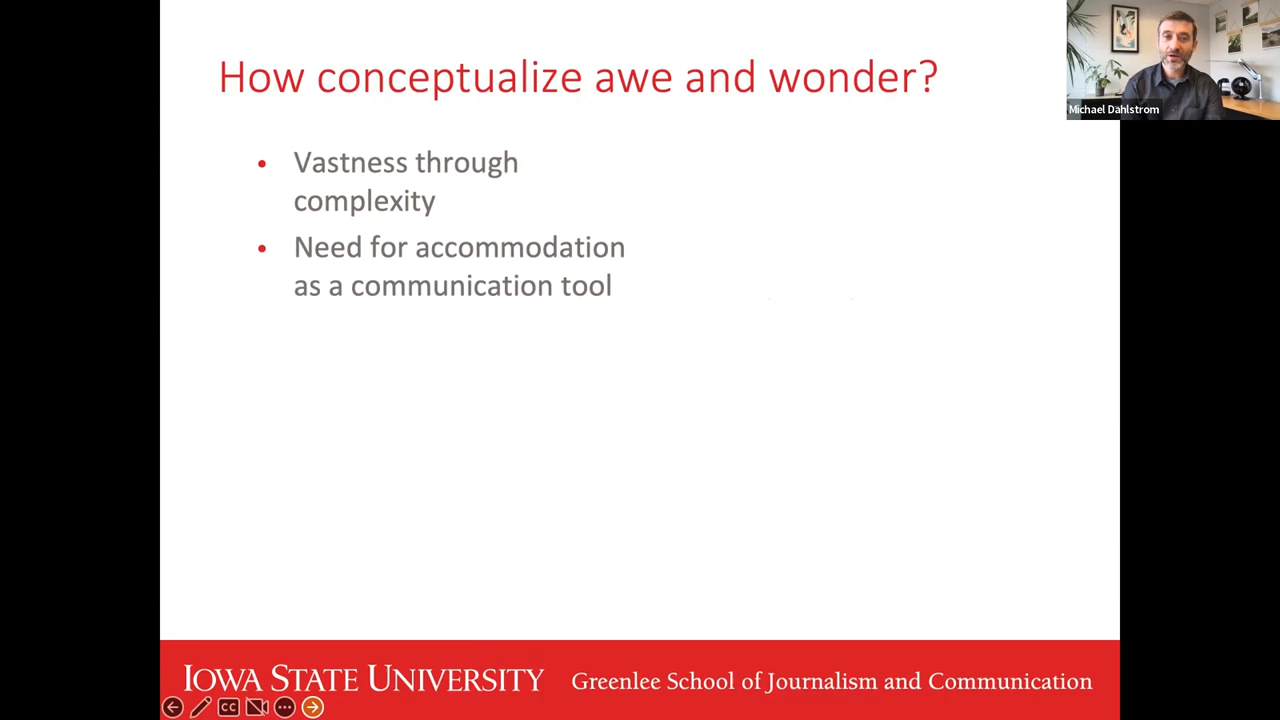 How conceptualize awe and wonder?
Michael Dahlstrom
• Vastness through
complexity
• Need for accommodation
as a communication tool
IOWA STATE UNIVERSITY Greenlee School of Journalism and Communication
CC